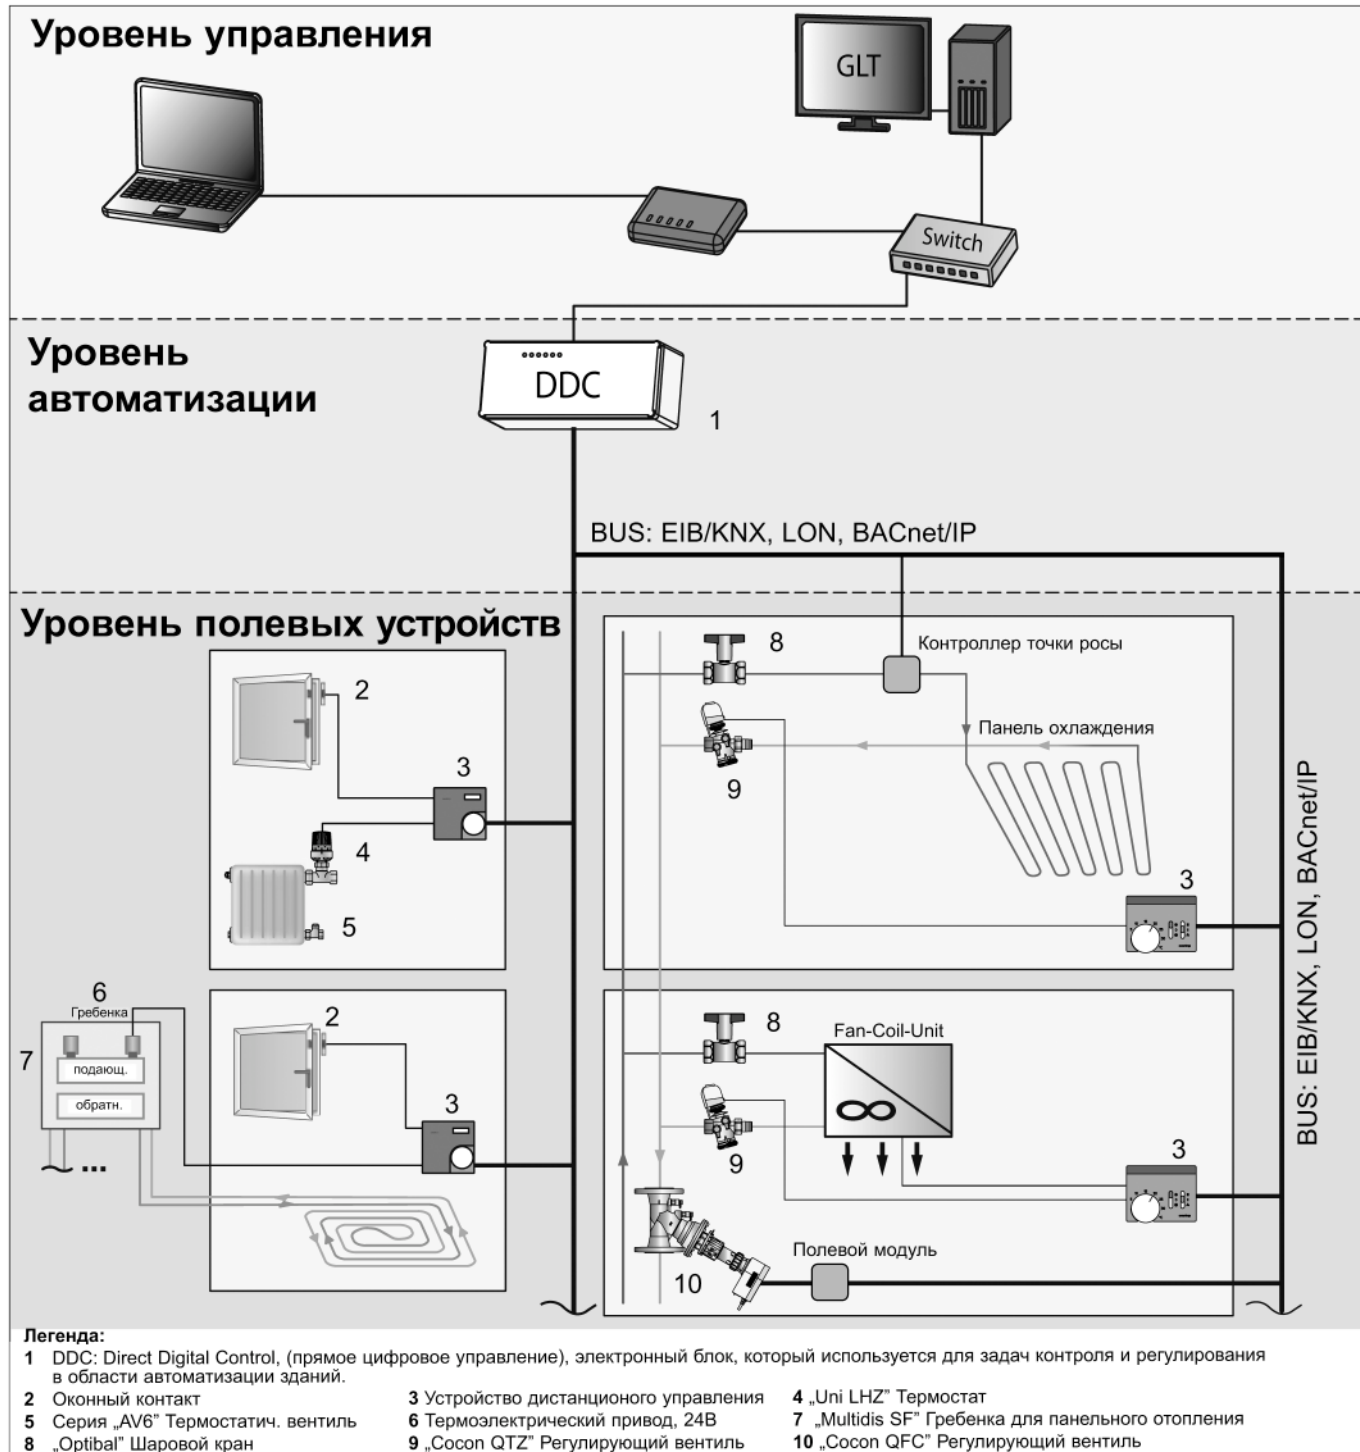 Уровень управления
GLT
Switch
Уровень
автоматизации
DDC
1
BUS: EIB/KNX, LON, BACnet/IP
Уровень полевых устройств
2
3
4
5
8
Контроллер точки росы
Панель охлаждения
9
3
BUS: EIB/KNX, LON, BACnet/IP
6
Гребенка
7
подающ.
обратн.
...
2
3
8
Fan-Coil-Unit
9
3
10
Полевой модуль
Легенда:
1 DDC: Direct Digital Control, (прямое цифровое управление), электронный блок, который используется для задач контроля и регулирования
в области автоматизации зданий.
2 Оконный контакт
3 Устройство дистанционого управления
4 „Uni LHZ” Термостат
5 Серия „AV6” Термостатич. вентиль
6 Термоэлектрический привод, 24В
7 „Multidis SF” Гребенка для панельного отопления
8 „Optibal” Шаровой кран
9 „Cocon QTZ” Регулирующий вентиль
10 „Cocon QFC” Регулирующий вентиль